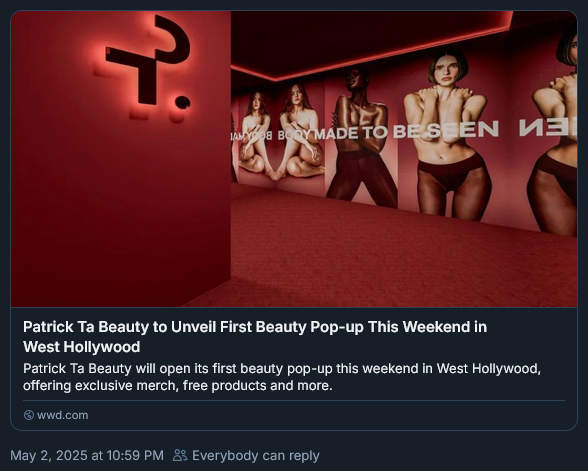 BODY MADE TO BE SEEN
Patrick Ta Beauty to Unveil First Beauty Pop-up This Weekend in
West Hollywood
Patrick Ta Beauty will open its first beauty pop-up this weekend in West Hollywood,
offering exclusive merch, free products and more.
wwd.com
May 2, 2025 at 10:59 PM Everybody can reply